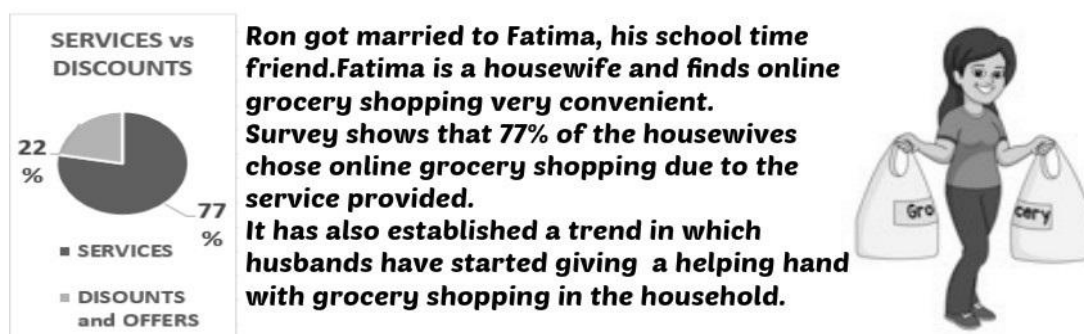 SERVICES vs
DISCOUNTS
22
%
77
%
SERVICES
DISOUNTS
and OFFERS
Ron got married to Fatima, his school time
friend.Fatima is a housewife and finds online
grocery shopping very convenient.
Survey shows that 77% of the housewives
chose online grocery shopping due to the
service provided.
It has also established a trend in which
husbands have started giving a helping hand
with grocery shopping in the household.
Gro
cery